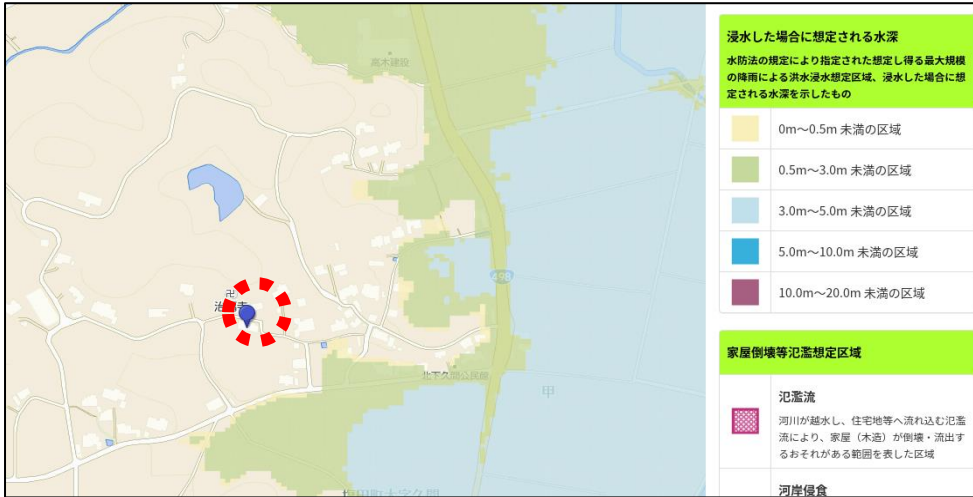 高木建設
卍
498
北下久間公民館
甲
塩田町大字久間
浸水した場合に想定される水深
水防法の規定により指定された想定し得る最大規模
の降雨による洪水浸水想定区域、浸水した場合に想
定される水深を示したもの
0m～0.5m 未満の区域
0.5m～3.0m 未満の区域
3.0m～5.0m 未満の区域
5.0m～10.0m 未満の区域
10.0m～20.0m 未満の区域
家屋倒壊等氾濫想定区域
氾濫流
河川が越水し、住宅地等へ流れ込む氾濫
流により、家屋（木造）が倒壊・流出す
るおそれがある範囲を表した区域
河岸侵食